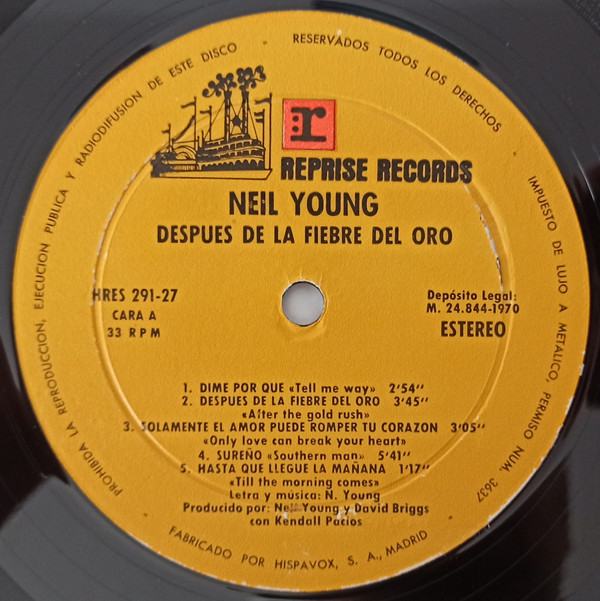 PROHIBIDA LA REPRODUCCION, EJECUCION PUBLICA Y RADIODIFUSION DE ESTE DISCO - RESERVADOS TODOS LOS DERECHOS
r
REPRISE RECORDS
NEIL YOUNG
DESPUES DE LA FIEBRE DEL ORO
HRES 291-27
CARA A
33 RPM
Depósito Legal:
M. 24.844-1970
ESTEREO
1. DIME POR QUE «Tell me way» 2'54''
2. DESPUES DE LA FIEBRE DEL ORO 3'45''
«After the gold rush»
3. SOLAMENTE EL AMOR PUEDE ROMPER TU CORAZON 3'05''
«Only love can break your heart»
4. SUREÑO «Southern man» 5'41''
5. HASTA QUE LLEGUE LA MAÑANA 1'17''
«Till the morning comes»
Letra y música: N. Young
Producido por: Neil Young y David Briggs
con Kendall Pacios
IMPUESTO DE LUJO A METALICO, PERMISO NUM. 3637
FABRICADO POR HISPAVOX, S. A., MADRID